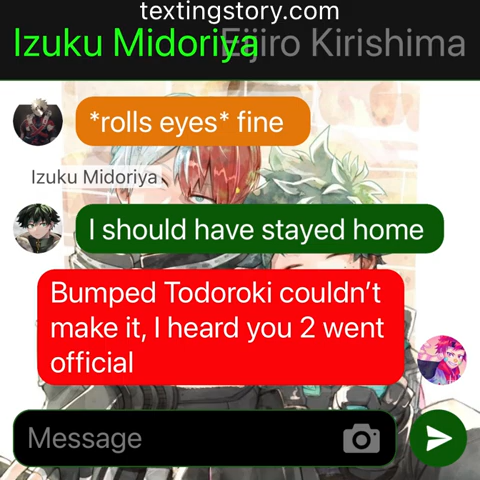 textingstory.com
Izuku Midoriya Eijiro Kirishima
*rolls eyes* fine
Izuku Midoriya
I should have stayed home
Bumped Todoroki couldn't
make it, I heard you 2 went
official
Message